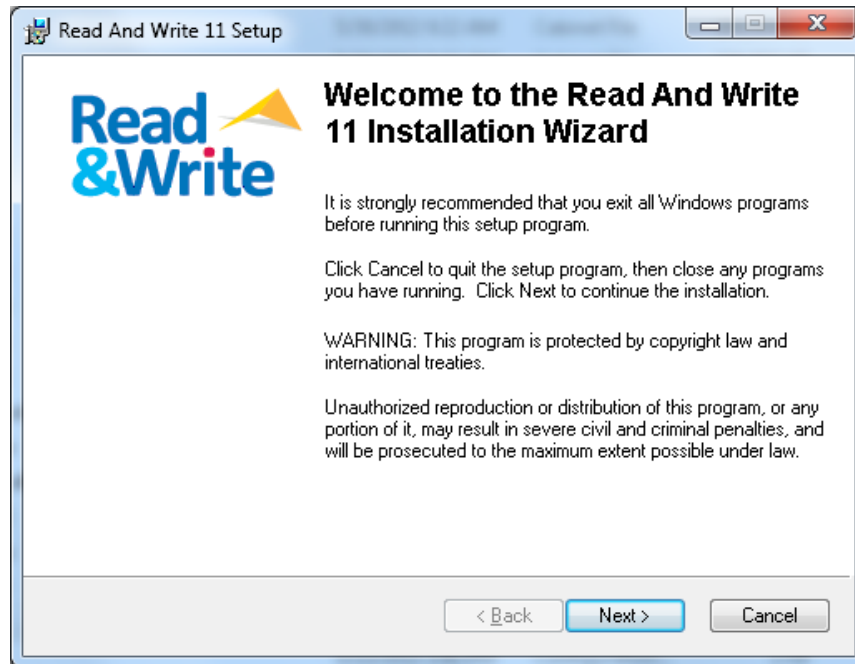 Read And Write 11 Setup
Read
&Write
Welcome to the Read And Write
11 Installation Wizard
It is strongly recommended that you exit all Windows programs
before running this setup program.
Click Cancel to quit the setup program, then close any programs
you have running.  Click Next to continue the installation.
WARNING: This program is protected by copyright law and
international treaties.
Unauthorized reproduction or distribution of this program, or any
portion of it, may result in severe civil and criminal penalties, and
will be prosecuted to the maximum extent possible under law.
< Back
Next >
Cancel